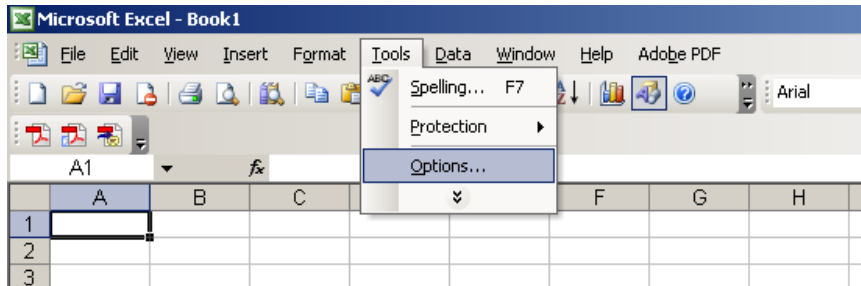 Microsoft Excel - Book1
File Edit View Insert Format Tools Data Window Help Adobe PDF
ABC Spelling... F7 Arial
Protection
Options...
A1 fx
A B C F G H
1
2
3